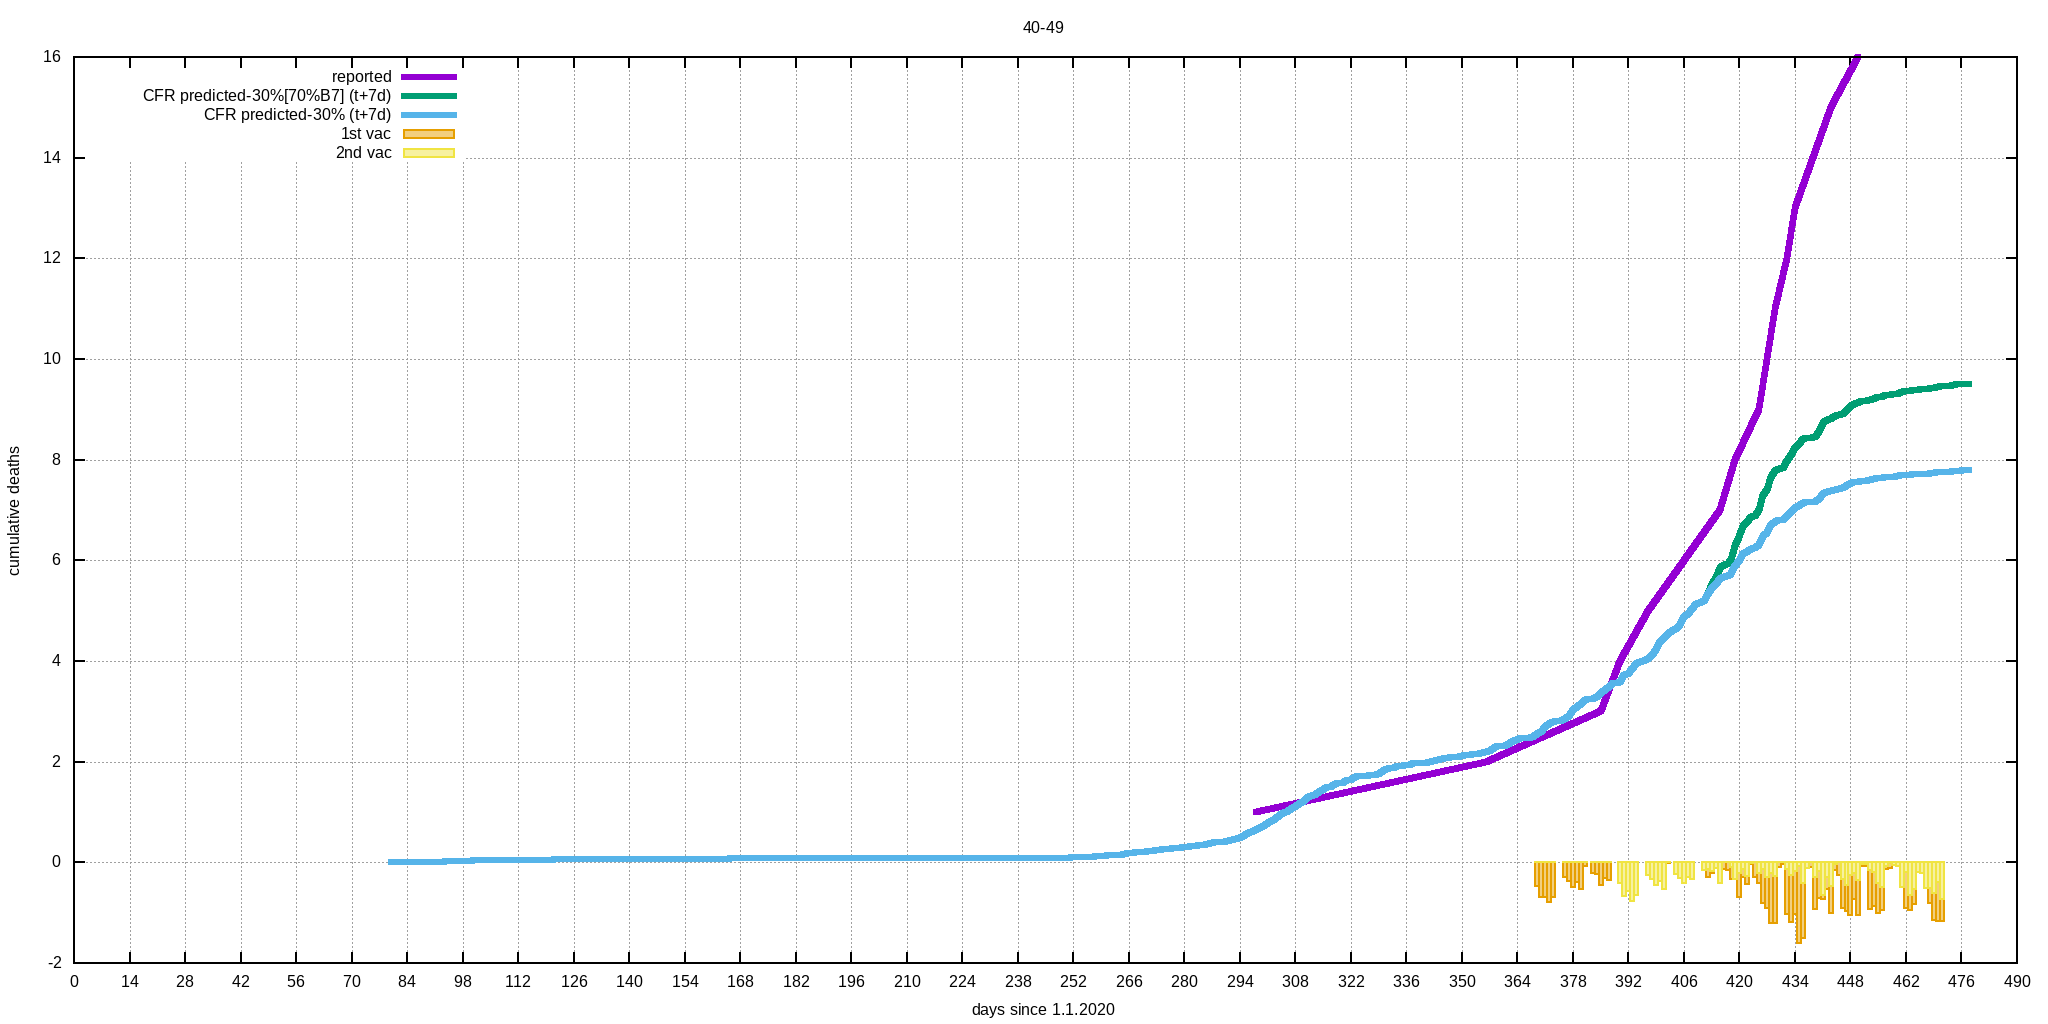 40-49
reported
CFR predicted-30%[70%B7] (t+7d)
CFR predicted-30% (t+7d)
1st vac
2nd vac
16
14
12
10
8
6
4
2
0
-2
cumulative deaths
0 14 28 42 56 70 84 98 112 126 140 154 168 182 196 210 224 238 252 266 280 294 308 322 336 350 364 378 392 406 420 434 448 462 476 490
days since 1.1.2020